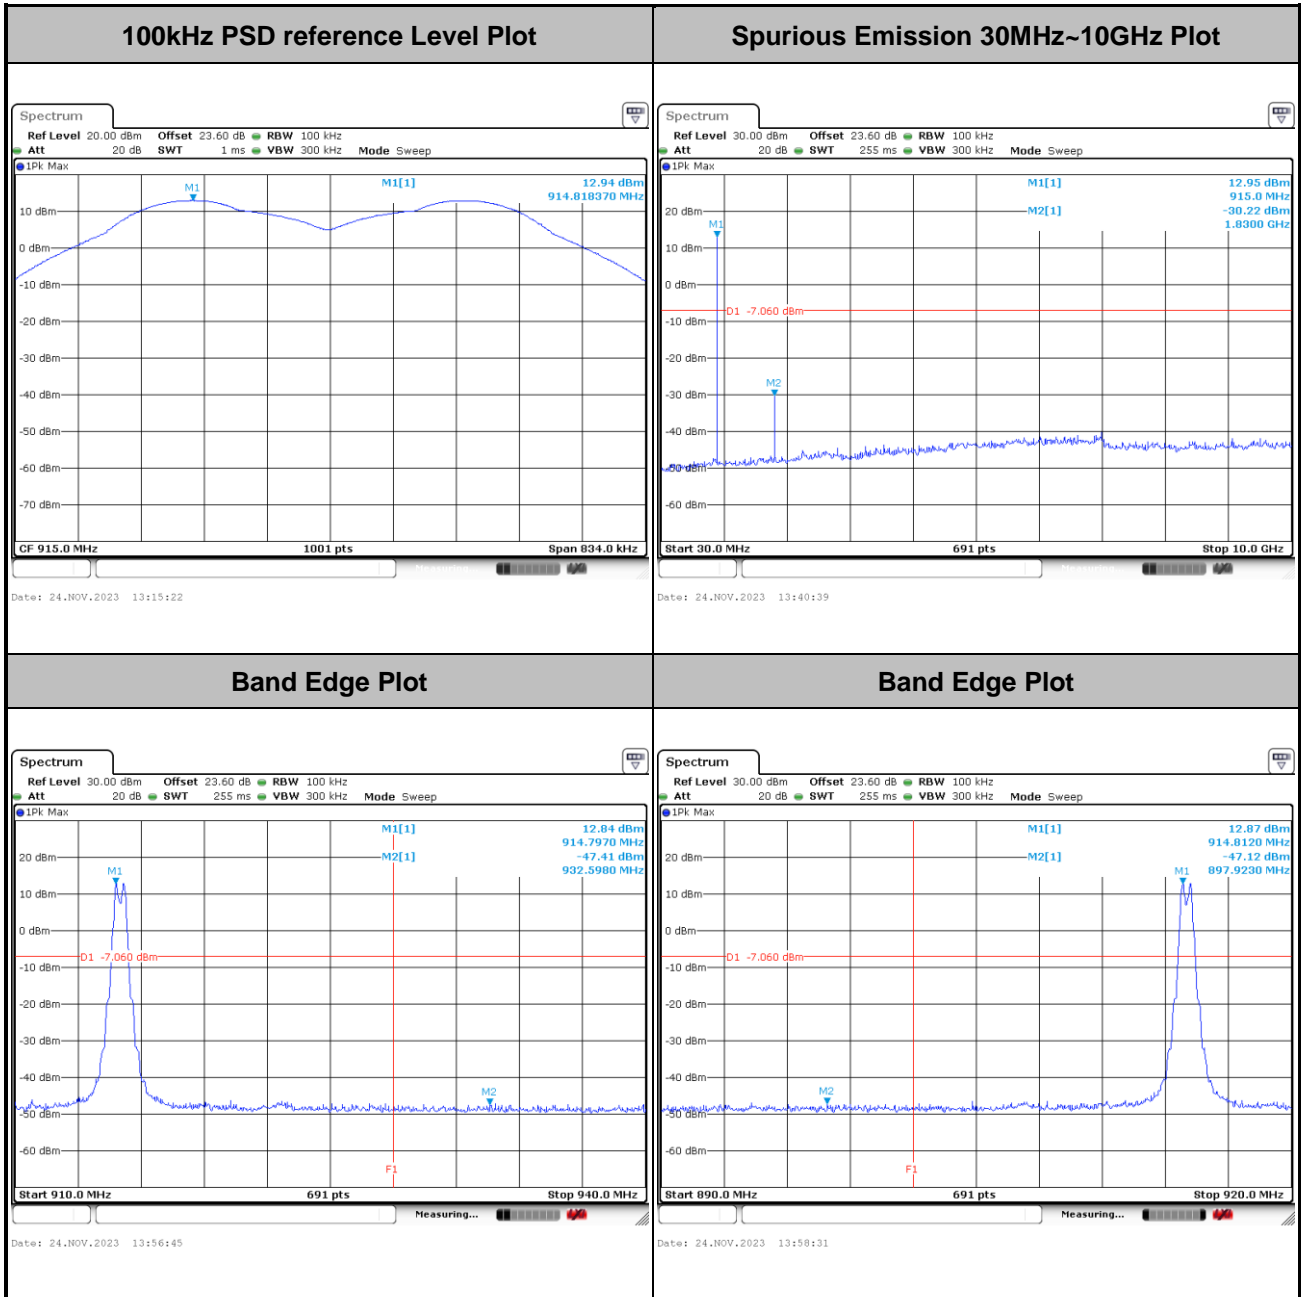 100kHz PSD reference Level Plot
Spectrum
Ref Level 20.00 dBm Offset 23.60 dB RBW 100 kHz
Att 20 dB SWT 1 ms VBW 300 kHz Mode Sweep
1Pk Max
M1[1] 12.94 dBm
914.818370 MHz
M1
10 dBm
0 dBm
-10 dBm
-20 dBm
-30 dBm
-40 dBm
-50 dBm
-60 dBm
-70 dBm
CF 915.0 MHz 1001 pts Span 834.0 kHz
Measuring...
Date: 24.NOV.2023 13:15:22
Spurious Emission 30MHz~10GHz Plot
Spectrum
Ref Level 30.00 dBm Offset 23.60 dB RBW 100 kHz
Att 20 dB SWT 255 ms VBW 300 kHz Mode Sweep
1Pk Max
M1[1] 12.95 dBm
915.0 MHz
M2[1] -30.22 dBm
1.8300 GHz
20 dBm
M1
10 dBm
0 dBm
D1 -7.060 dBm
-10 dBm
-20 dBm
M2
-30 dBm
-40 dBm
-50 dBm
-60 dBm
Start 30.0 MHz 691 pts Stop 10.0 GHz
Measuring...
Date: 24.NOV.2023 13:40:39
Band Edge Plot
Spectrum
Ref Level 30.00 dBm Offset 23.60 dB RBW 100 kHz
Att 20 dB SWT 255 ms VBW 300 kHz Mode Sweep
1Pk Max
M1[1] 12.84 dBm
914.7970 MHz
M2[1] -47.41 dBm
932.5980 MHz
20 dBm
M1
10 dBm
0 dBm
D1 -7.060 dBm
-10 dBm
-20 dBm
-30 dBm
-40 dBm
M2
-50 dBm
-60 dBm
F1
Start 910.0 MHz 691 pts Stop 940.0 MHz
Measuring...
Date: 24.NOV.2023 13:56:45
Band Edge Plot
Spectrum
Ref Level 30.00 dBm Offset 23.60 dB RBW 100 kHz
Att 20 dB SWT 255 ms VBW 300 kHz Mode Sweep
1Pk Max
M1[1] 12.87 dBm
914.8120 MHz
M2[1] -47.12 dBm
897.9230 MHz
20 dBm
M1
10 dBm
0 dBm
D1 -7.060 dBm
-10 dBm
-20 dBm
-30 dBm
-40 dBm
M2
-50 dBm
-60 dBm
F1
Start 890.0 MHz 691 pts Stop 920.0 MHz
Measuring...
Date: 24.NOV.2023 13:58:31